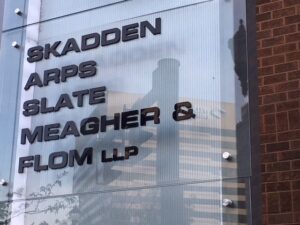 SKADDEN
ARPS
SLATE
MEAGHER &
FLOM LLP